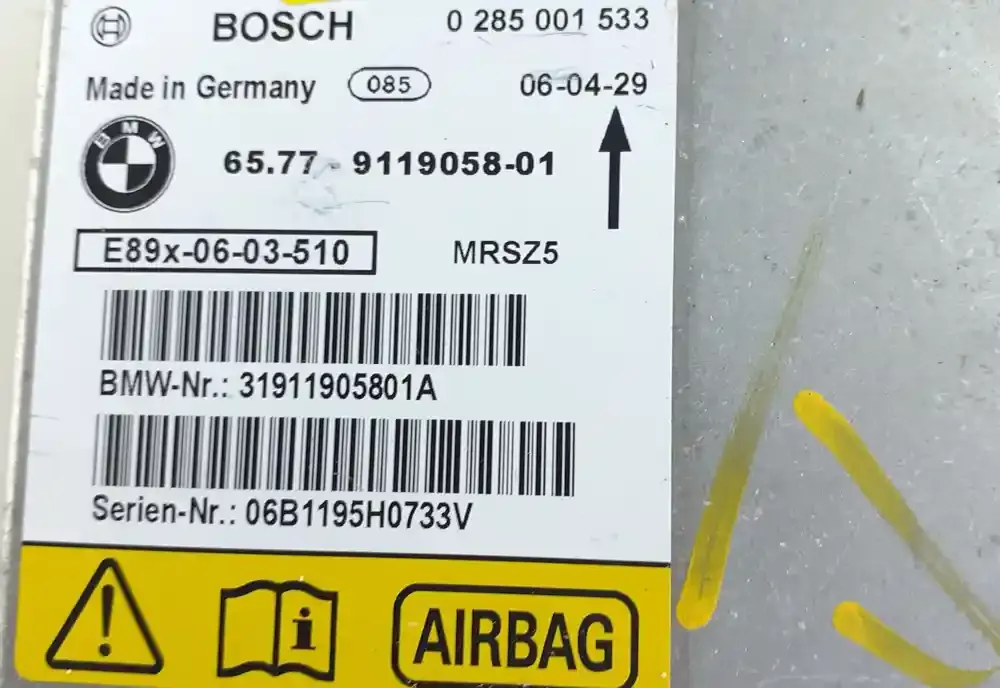 BOSCH 0 285 001 533
Made in Germany 085 06-04-29
BMW 65.77 - 9119058-01
E89x-06-03-510 MRSZ5
BMW-Nr.: 31911905801A
Serien-Nr.: 06B1195H0733V
i AIRBAG